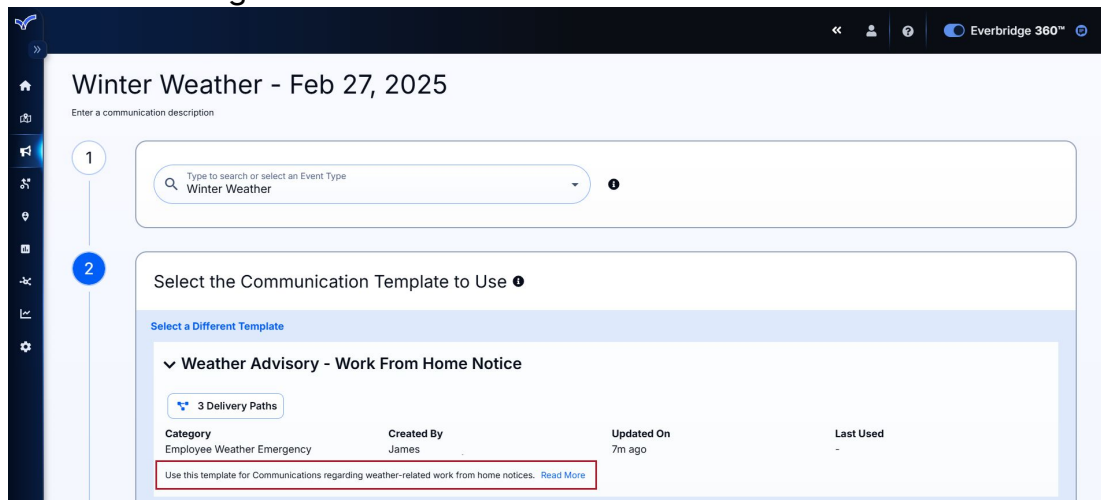 Everbridge 360™
Winter Weather - Feb 27, 2025
Enter a communication description
1
Type to search or select an Event Type
Winter Weather
2
Select the Communication Template to Use
Select a Different Template
Weather Advisory - Work From Home Notice
3 Delivery Paths
Category Created By Updated On Last Used
Employee Weather Emergency James 7m ago -
Use this template for Communications regarding weather-related work from home notices. Read More